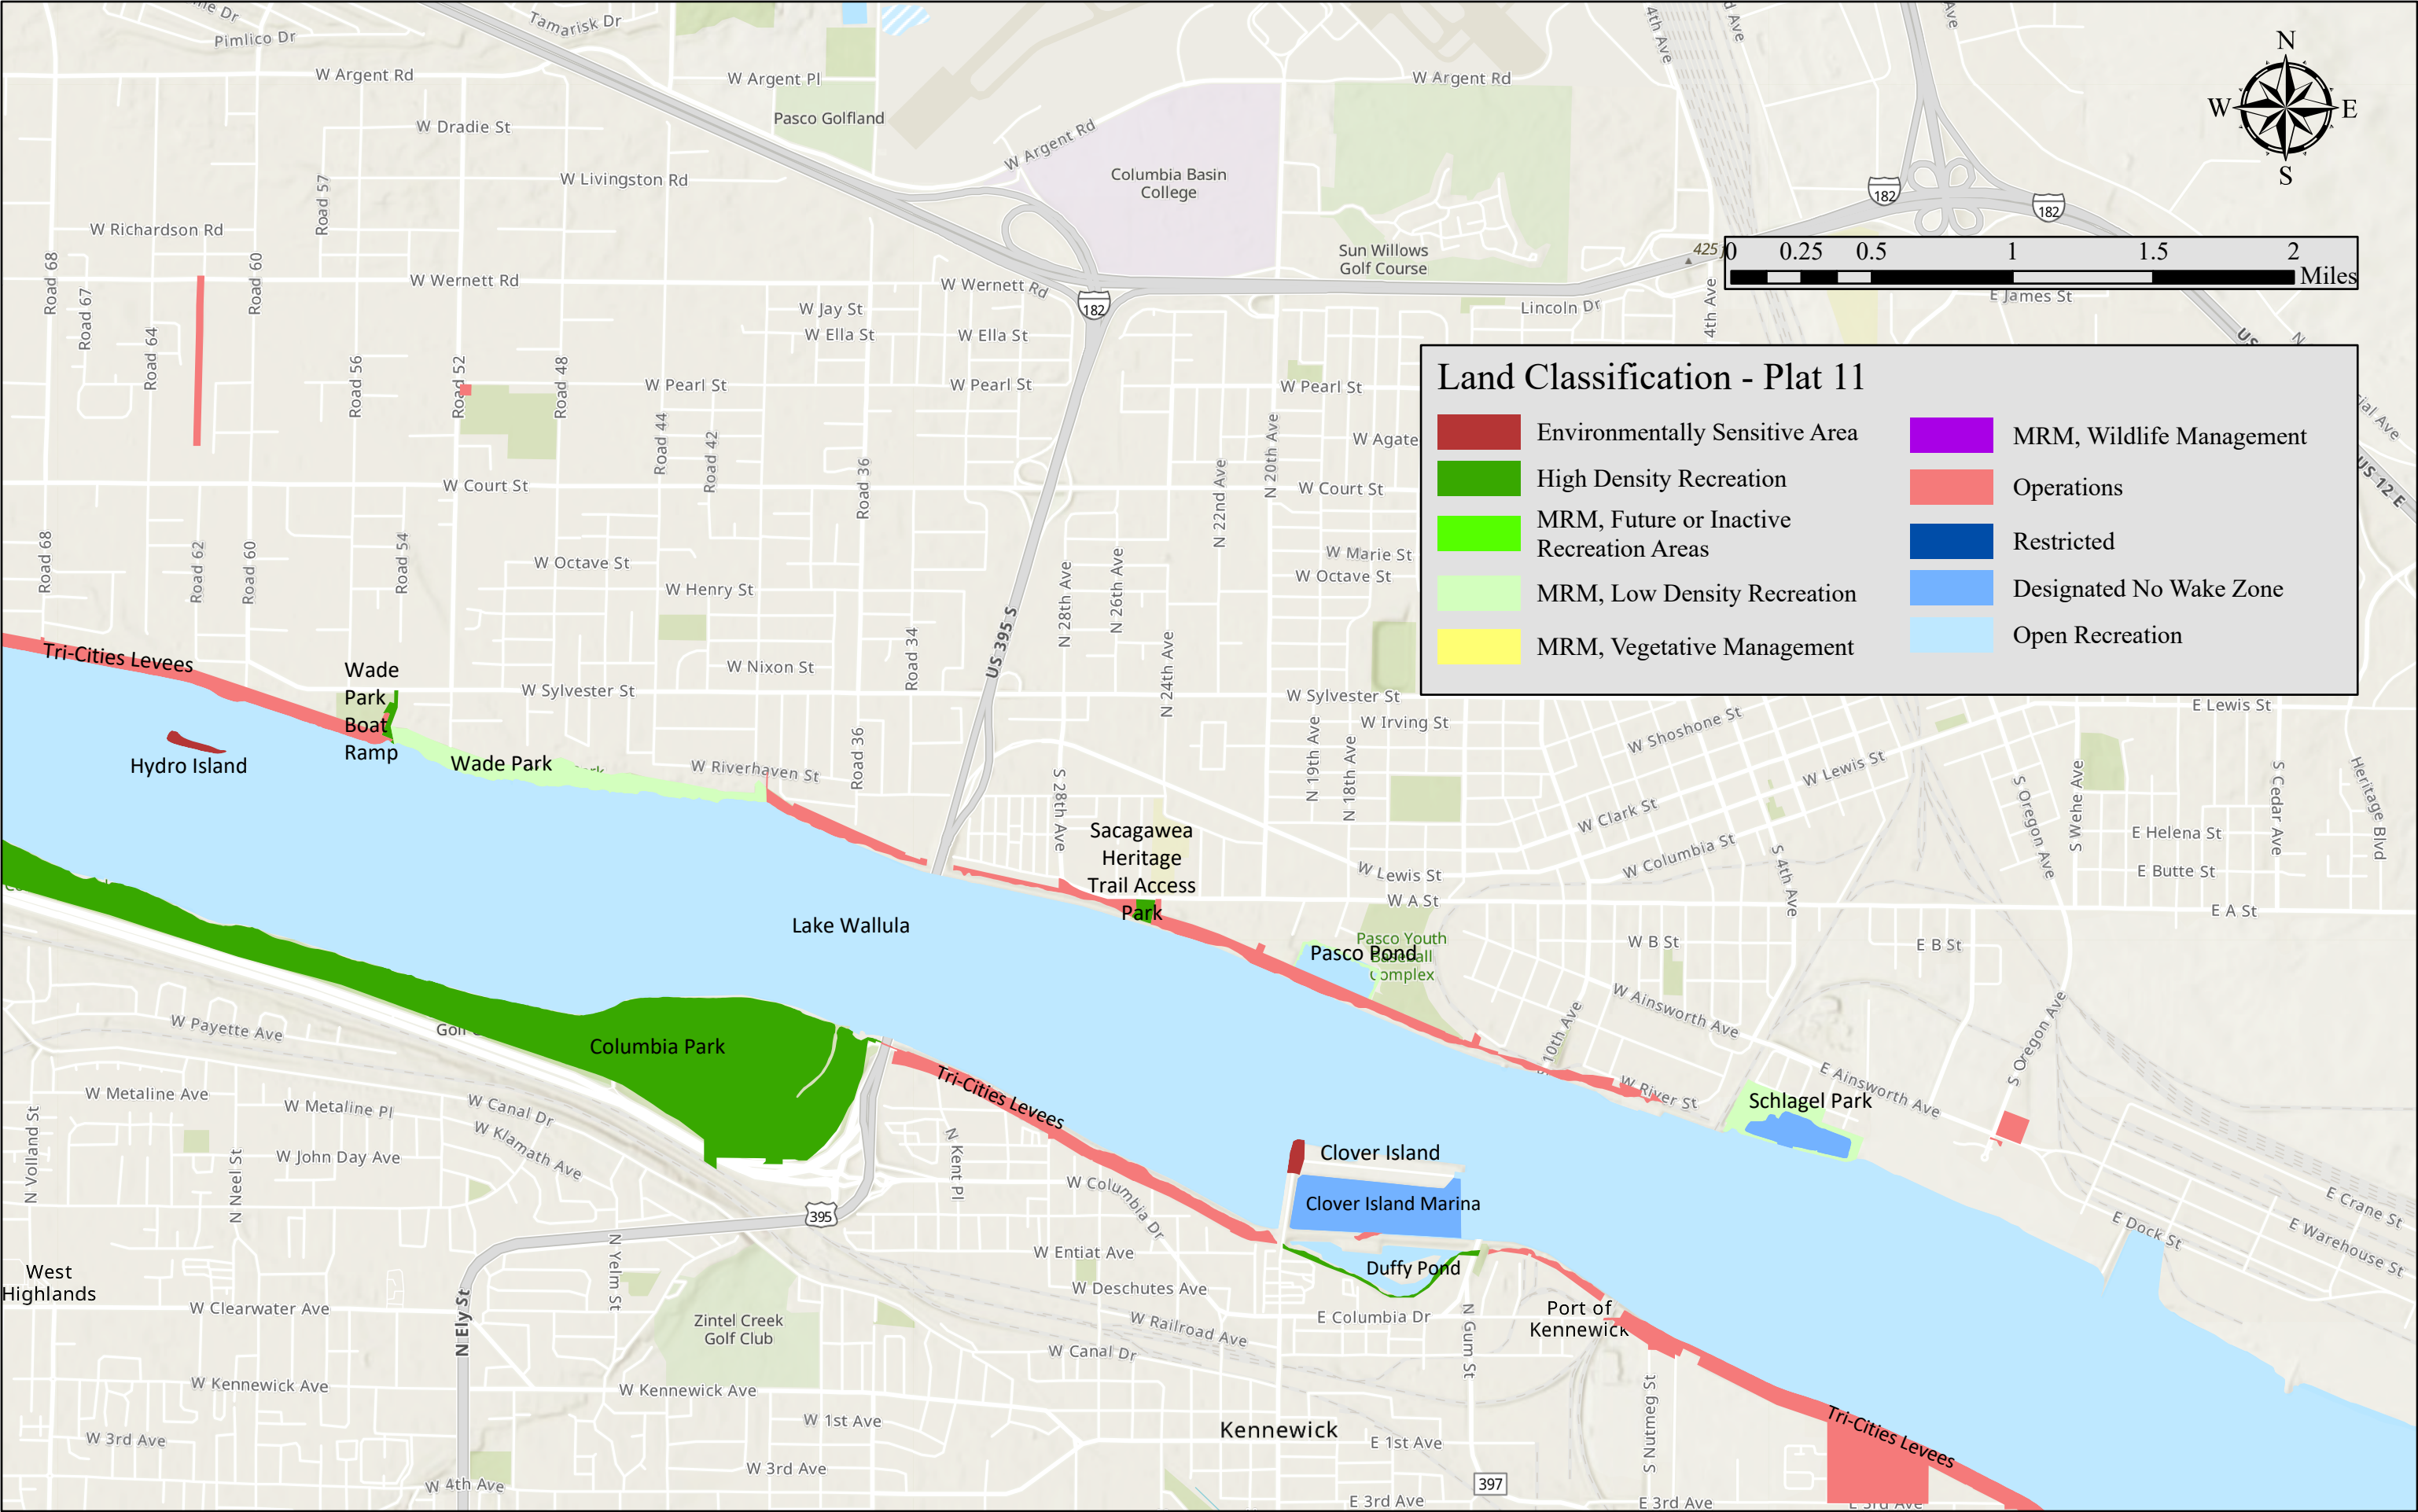 Pimlico Dr
Tamarisk Dr
W Argent Rd
W Argent Pl
Pasco Golfland
W Argent Rd
W Argent Rd
4th Ave
N
W
E
S
W Dradie St
W Livingston Rd
Road 57
Columbia Basin
College
182
182
W Richardson Rd
Road 68
Road 67
Road 64
Road 60
W Wernett Rd
W Wernett Rd
Sun Willows
Golf Course
425
Lincoln Dr
4th Ave
0
0.25
0.5
1
1.5
2
Miles
E James St
182
W Jay St
W Ella St
W Ella St
Road 56
Road 52
Road 48
W Pearl St
W Pearl St
W Pearl St
Road 44
Road 42
Road 36
W Agate
N 22nd Ave
N 20th Ave
W Court St
W Court St
US 12 E
Land Classification - Plat 11
Environmentally Sensitive Area
High Density Recreation
MRM, Future or Inactive
Recreation Areas
MRM, Low Density Recreation
MRM, Vegetative Management
MRM, Wildlife Management
Operations
Restricted
Designated No Wake Zone
Open Recreation
Road 68
Road 62
Road 60
Road 54
W Octave St
W Henry St
W Nixon St
Road 34
US 395 S
N 28th Ave
N 26th Ave
N 24th Ave
W Marie St
W Octave St
W Sylvester St
W Sylvester St
W Irving St
N 19th Ave
N 18th Ave
Tri-Cities Levees
Wade
Park
Boat
Ramp
Hydro Island
Wade Park
W Riverhaven St
Road 36
S 28th Ave
Sacagawea
Heritage
Trail Access
Park
Lake Wallula
W Shoshone St
W Lewis St
W Clark St
W Columbia St
W Lewis St
W A St
S 4th Ave
S Oregon Ave
S Wehe Ave
S Cedar Ave
Heritage Blvd
E Lewis St
E Helena St
E Butte St
E A St
Pasco Pond
Pasco Youth
Baseball
Complex
W B St
E B St
W Ainsworth Ave
E Ainsworth Ave
S Oregon Ave
10th Ave
W River St
Schlagel Park
Columbia Park
W Payette Ave
W Metaline Ave
W Metaline Pl
W Canal Dr
W Klamath Ave
W John Day Ave
N Volland St
N Neel St
Tri-Cities Levees
N Kent Pl
W Columbia Dr
Clover Island
Clover Island Marina
Duffy Pond
395
N Yelm St
N Ely St
West
Highlands
W Clearwater Ave
Zintel Creek
Golf Club
W Entiat Ave
W Deschutes Ave
W Railroad Ave
W Canal Dr
E Columbia Dr
N Gum St
Port of
Kennewick
E Crane St
E Dock St
E Warehouse St
W Kennewick Ave
W Kennewick Ave
W 1st Ave
W 3rd Ave
W 3rd Ave
W 4th Ave
Kennewick
E 1st Ave
397
E 3rd Ave
S Nutmeg St
E 3rd Ave
Tri-Cities Levees
E 3rd Ave